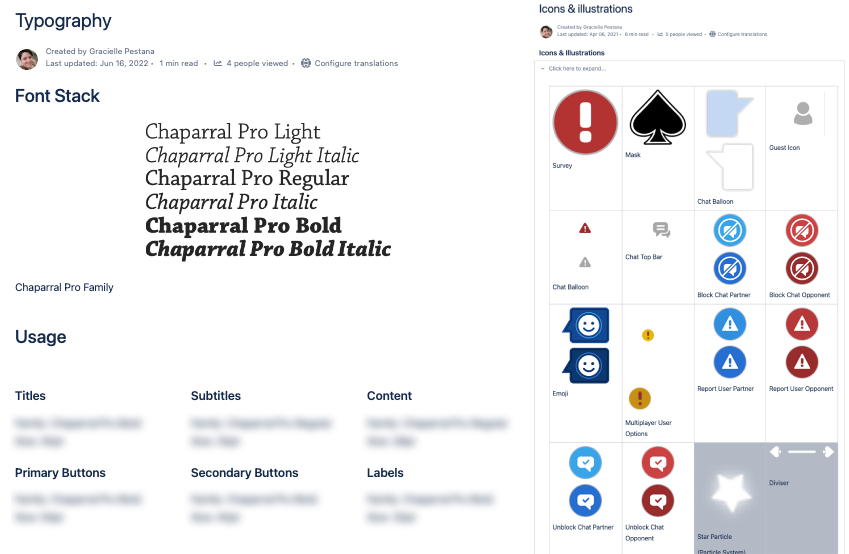 Typography
Created by Gracielle Pestana
Last updated: Jun 16, 2022 • 1 min read • 4 people viewed • Configure translations
Font Stack
Chaparral Pro Light
Chaparral Pro Light Italic
Chaparral Pro Regular
Chaparral Pro Italic
Chaparral Pro Bold
Chaparral Pro Bold Italic
Chaparral Pro Family
Usage
Titles
Subtitles
Content
Primary Buttons
Secondary Buttons
Labels
Icons & illustrations
Created by Gracielle Pestana
Last updated: Apr 06, 2021 • 6 min read • 5 people viewed • Configure translations
Icons & Illustrations
Click here to expand...
Survey
Mask
Chat Balloon
Guest Icon
Chat Balloon
Chat Top Bar
Block Chat Partner
Block Chat Opponent
Emoji
Multiplayer User
Options
Report User Partner
Report User Opponent
Unblock Chat Partner
Unblock Chat
Opponent
Star Particle
(Particle System)
Diviser